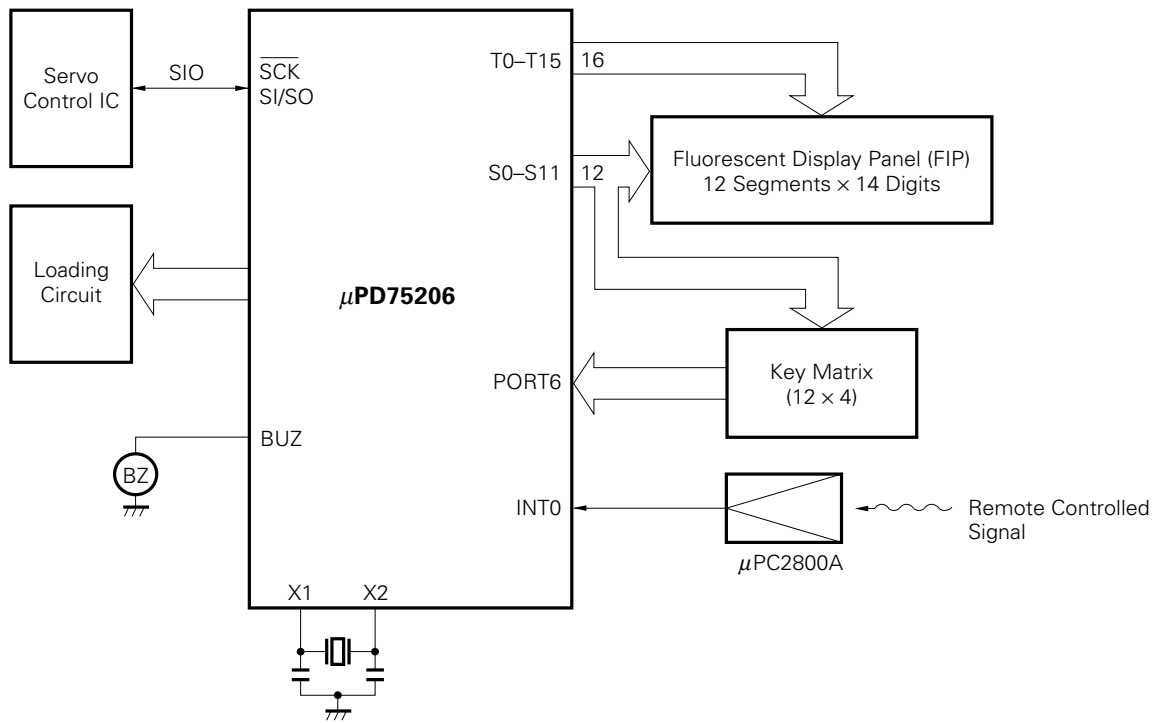 Servo
Control IC
SIO
SCK
SI/SO
T0–T15
16
S0–S11
12
Fluorescent Display Panel (FIP)
12 Segments × 14 Digits
Loading
Circuit
μPD75206
PORT6
Key Matrix
(12 × 4)
BUZ
BZ
INT0
Remote Controlled
Signal
μPC2800A
X1
X2